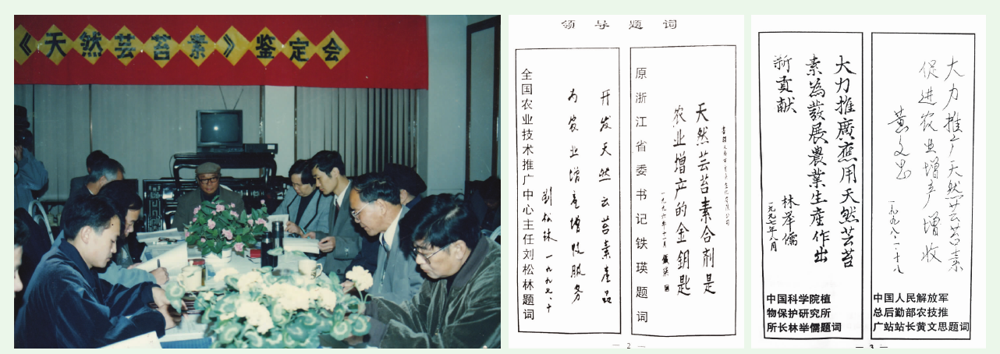 《天然芸苔素》鉴定会
领导题词
天然芸苔素合剂是
农业增产的金钥匙
一九九六年十二月 铁瑛
原浙江省委书记铁瑛题词
开发天然云苔素产品
为农业增产增收服务
刘松林 一九九七、十
全国农业技术推广中心主任刘松林题词
— 2 —
大力推广天然芸苔素
促进农业增产增收
黄文思
一九九八.一.十八
中国人民解放军
总后勤部农技推
广站站长黄文思题词
大力推廣應用天然芸苔
素為發展農業生產作出
新貢献
林举儒
一九九七年八月
中国科学院植
物保护研究所
所长林举儒题词
— 3 —